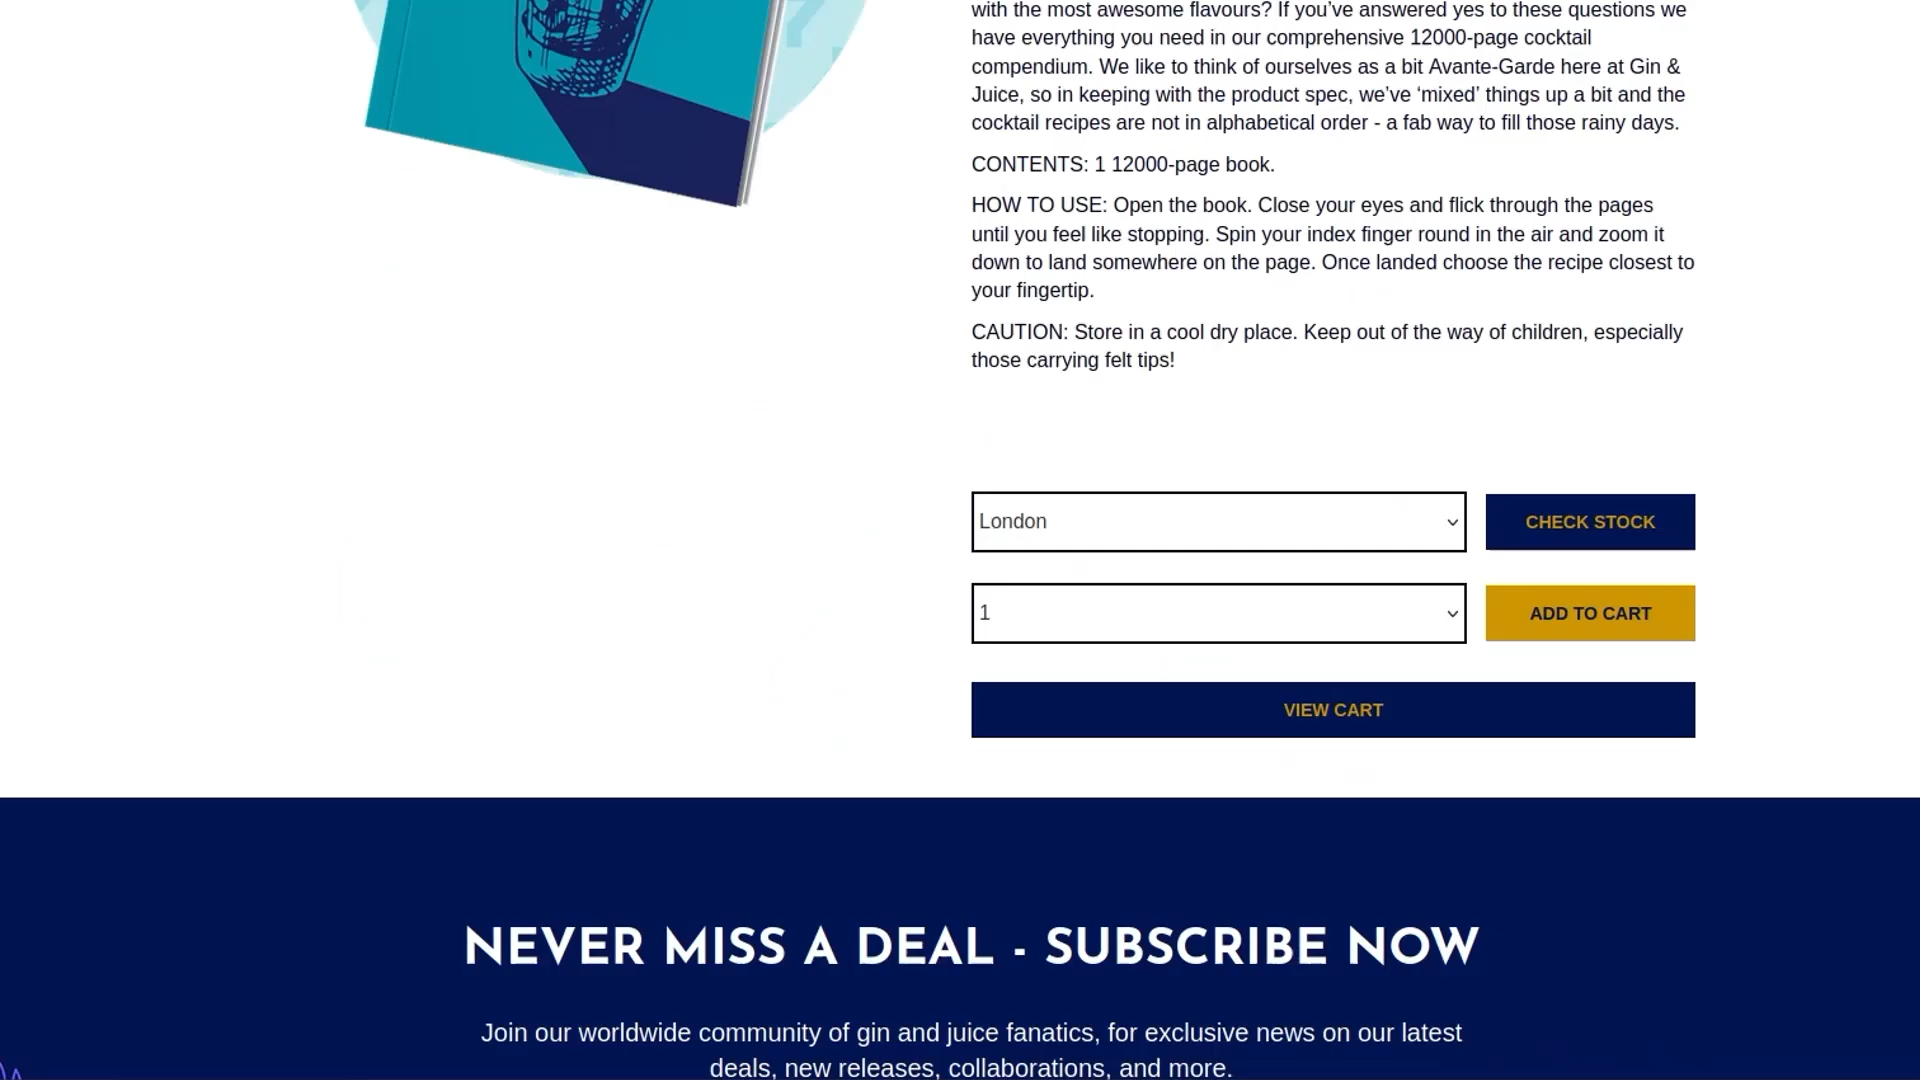 with the most awesome flavours? If you’ve answered yes to these questions we
have everything you need in our comprehensive 12000-page cocktail
compendium. We like to think of ourselves as a bit Avante-Garde here at Gin &
Juice, so in keeping with the product spec, we’ve ‘mixed’ things up a bit and the
cocktail recipes are not in alphabetical order - a fab way to fill those rainy days.
CONTENTS: 1 12000-page book.
HOW TO USE: Open the book. Close your eyes and flick through the pages
until you feel like stopping. Spin your index finger round in the air and zoom it
down to land somewhere on the page. Once landed choose the recipe closest to
your fingertip.
CAUTION: Store in a cool dry place. Keep out of the way of children, especially
those carrying felt tips!
London
CHECK STOCK
1
ADD TO CART
VIEW CART
NEVER MISS A DEAL - SUBSCRIBE NOW
Join our worldwide community of gin and juice fanatics, for exclusive news on our latest
deals, new releases, collaborations, and more.